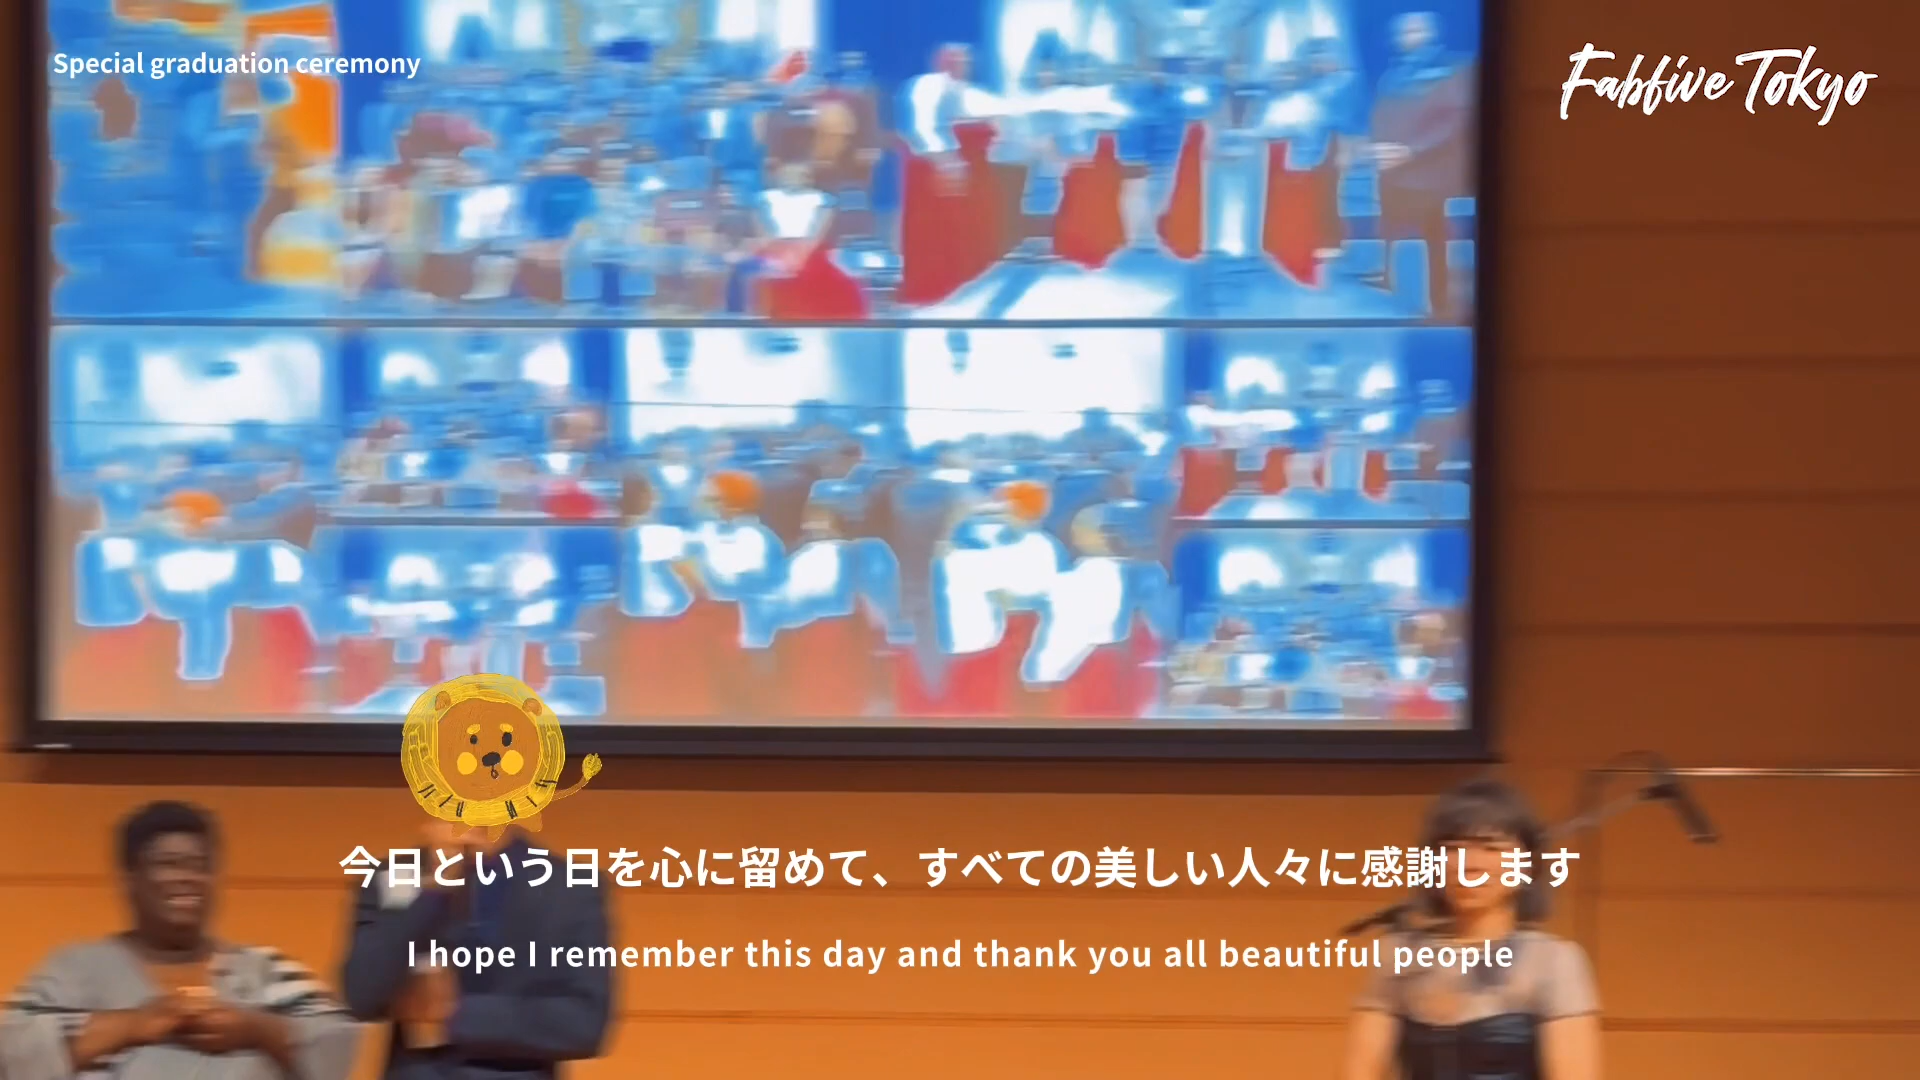 Special graduation ceremony
Fabfive Tokyo
今日という日を心に留めて、すべての美しい人々に感謝します
I hope I remember this day and thank you all beautiful people